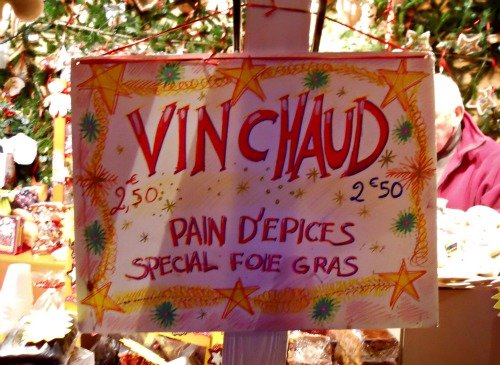 VIN CHAUD
2,50€ 2€50
PAIN D'EPICES
SPECIAL FOIE GRAS